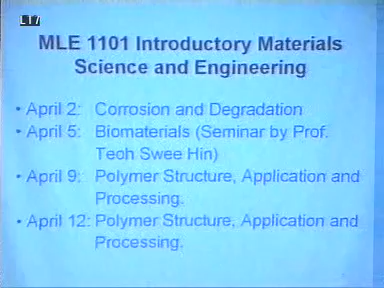 LT7
MLE 1101 Introductory Materials
Science and Engineering
• April 2: Corrosion and Degradation
• April 5: Biomaterials (Seminar by Prof.
Teoh Swee Hin)
• April 9: Polymer Structure, Application and
Processing.
• April 12: Polymer Structure, Application and
Processing.